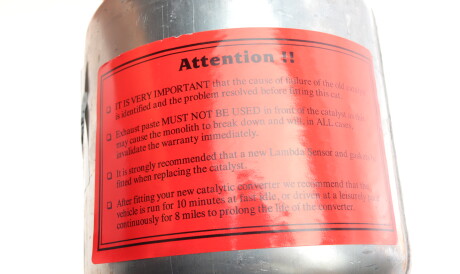 Attention !!
❑ IT IS VERY IMPORTANT that the cause of failure of the old
is identified and the problem resolved before fitting this cat.
❑ Exhaust paste MUST NOT BE USED in front of the catalyst
may cause the monolith to break down and will, in ALL cases,
invalidate the warranty immediately.
❑ It is strongly recommended that a new Lambda Sensor and
fitted when replacing the catalyst.
❑ After fitting your new catalytic converter we recommend that
vehicle is run for 10 minutes at fast idle, or driven at a leisurely
continuously for 8 miles to prolong the life of the converter.